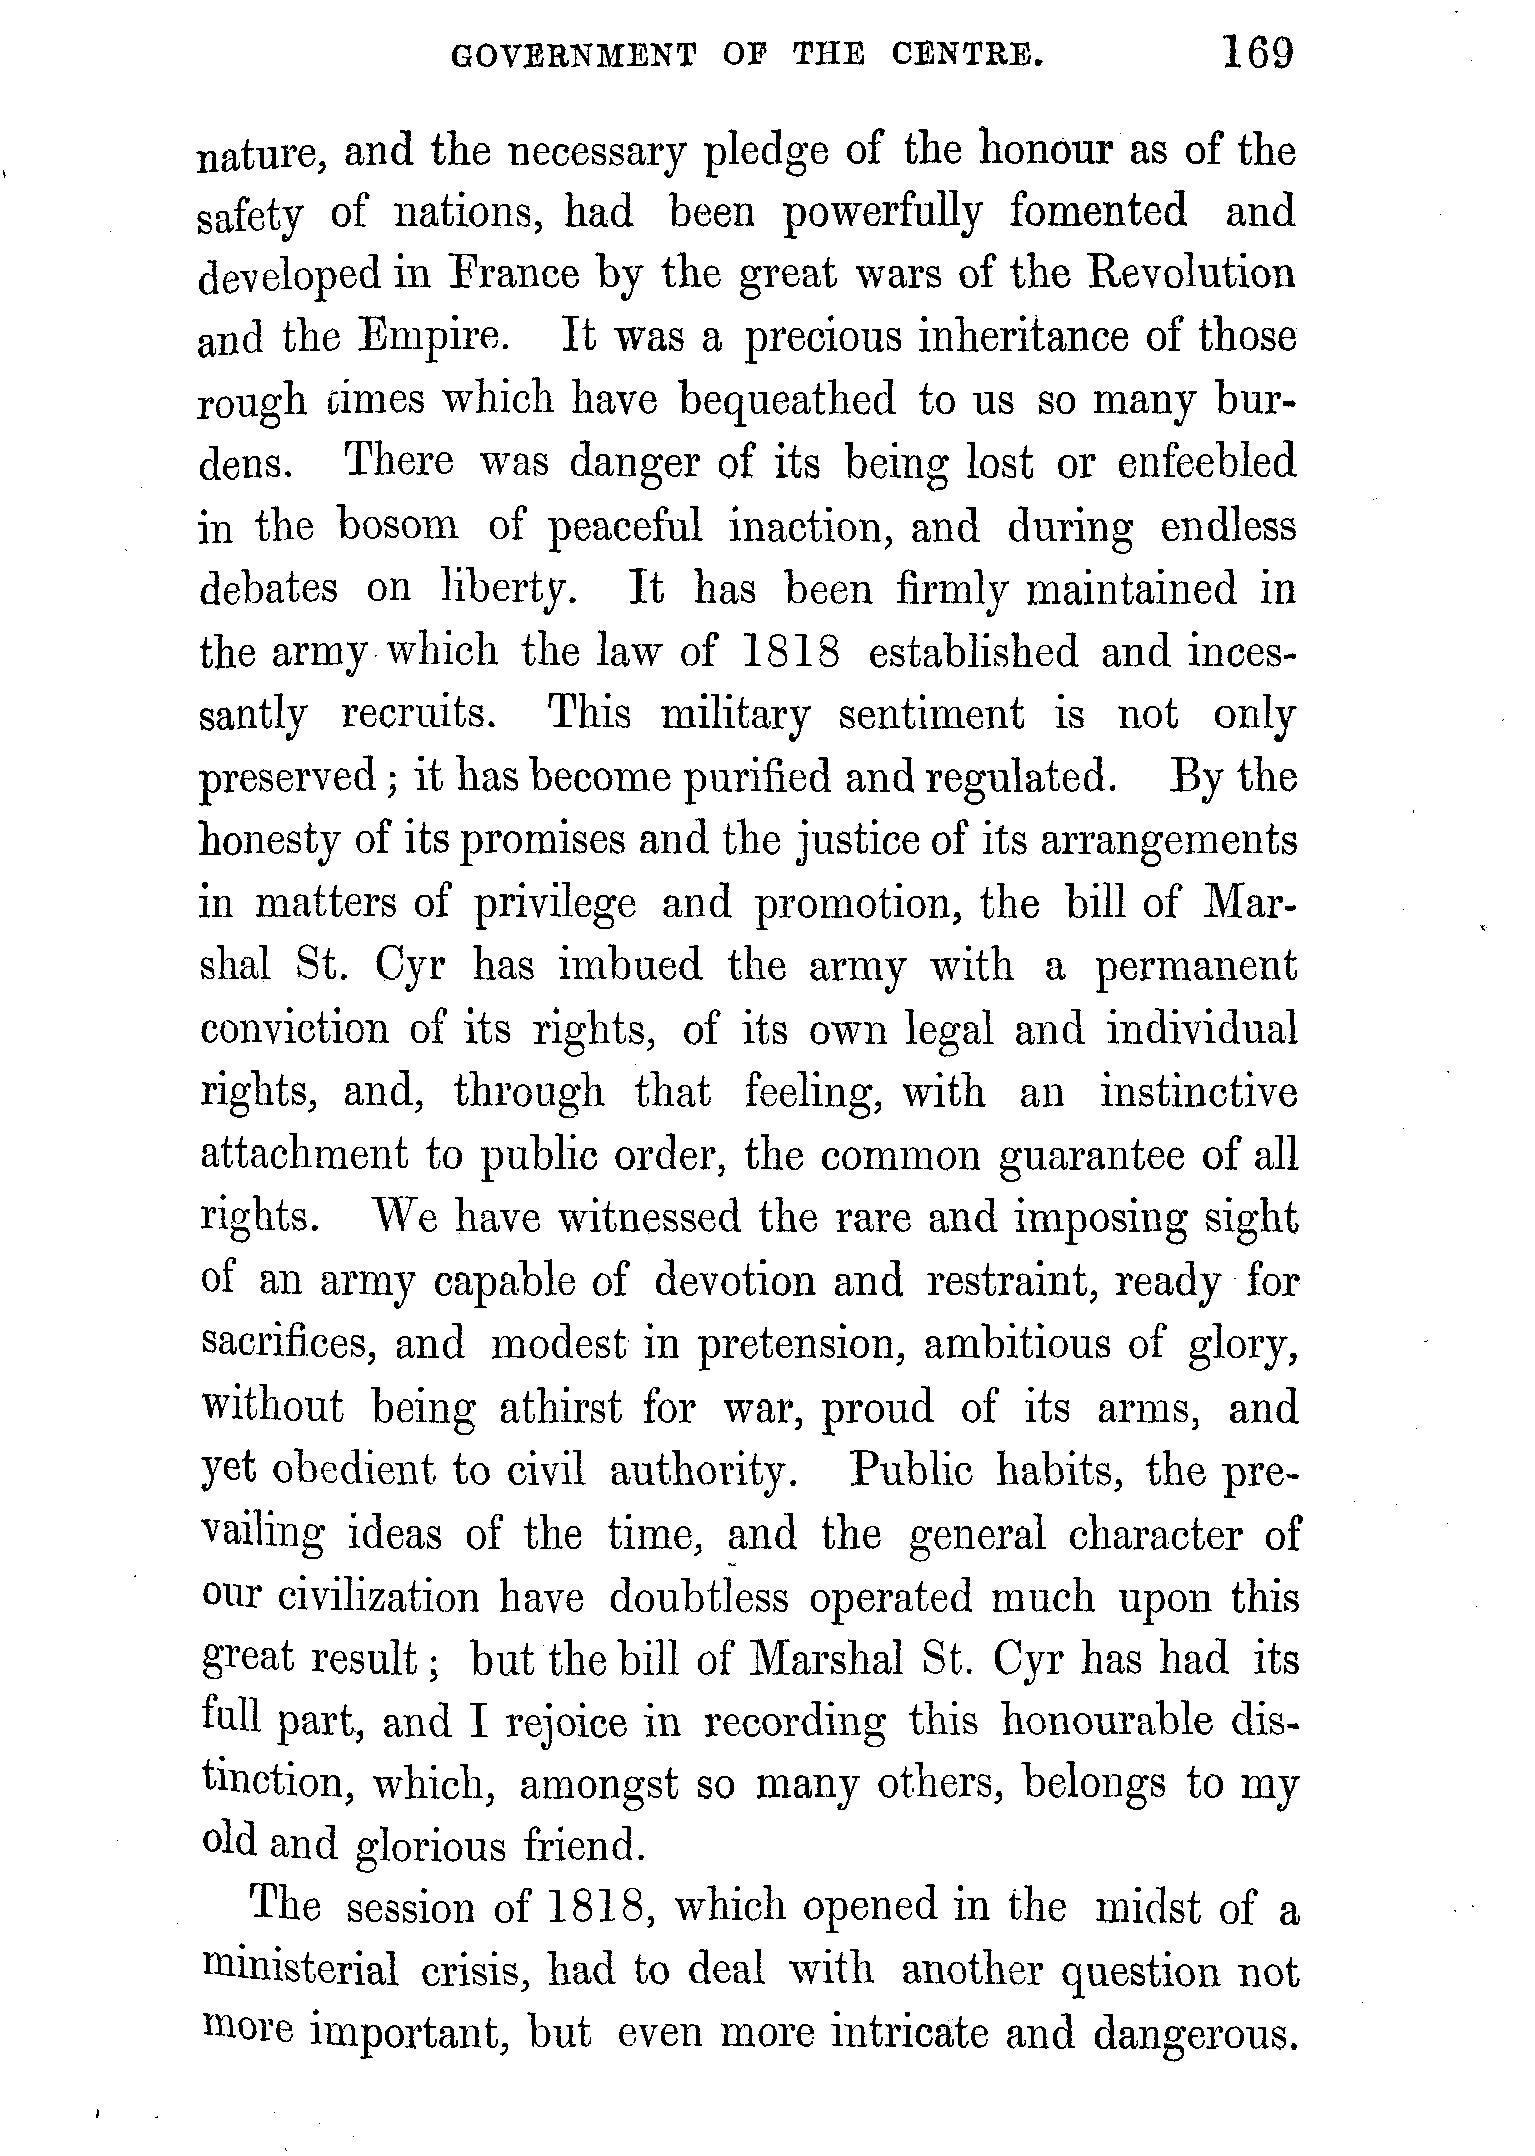 GOVERNMENT OF THE CENTRE. 169
nature, and the necessary pledge of the honour as of the
safety of nations, had been powerfully fomented and
developed in France by the great wars of the Revolution
and the Empire. It was a precious inheritance of those
rough times which have bequeathed to us so many bur-
dens. There was danger of its being lost or enfeebled
in the bosom of peaceful inaction, and during endless
debates on liberty. It has been firmly maintained in
the army which the law of 1818 established and inces-
santly recruits. This military sentiment is not only
preserved; it has become purified and regulated. By the
honesty of its promises and the justice of its arrangements
in matters of privilege and promotion, the bill of Mar-
shal St. Cyr has imbued the army with a permanent
conviction of its rights, of its own legal and individual
rights, and, through that feeling, with an instinctive
attachment to public order, the common guarantee of all
rights. We have witnessed the rare and imposing sight
of an army capable of devotion and restraint, ready for
sacrifices, and modest in pretension, ambitious of glory,
without being athirst for war, proud of its arms, and
yet obedient to civil authority. Public habits, the pre-
vailing ideas of the time, and the general character of
our civilization have doubtless operated much upon this
great result; but the bill of Marshal St. Cyr has had its
full part, and I rejoice in recording this honourable dis-
tinction, which, amongst so many others, belongs to my
old and glorious friend.
The session of 1818, which opened in the midst of a
ministerial crisis, had to deal with another question not
more important, but even more intricate and dangerous.